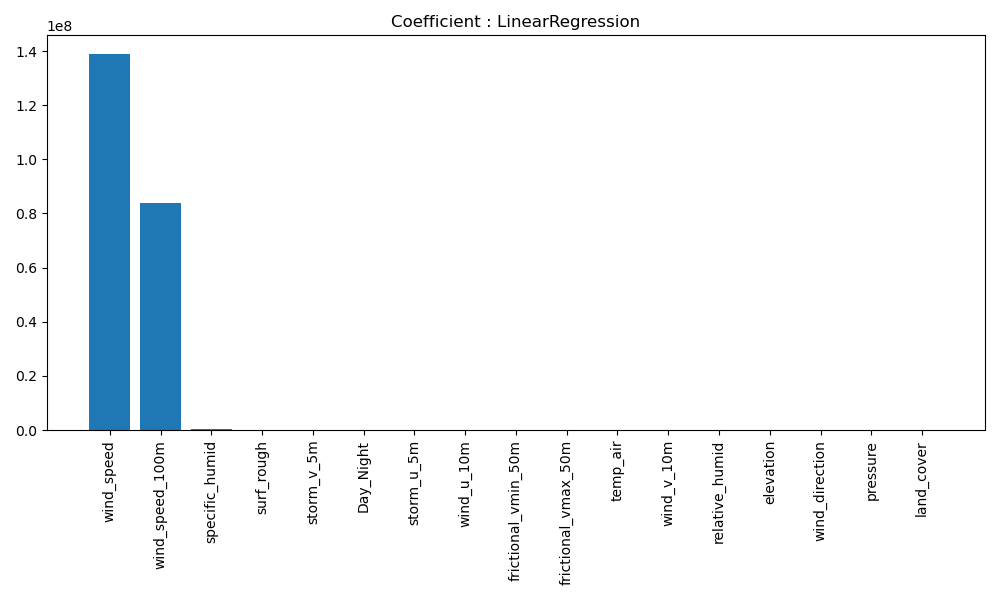 Coefficient : LinearRegression
1e8
1.4
1.2
1.0
0.8
0.6
0.4
0.2
0.0
wind_speed
wind_speed_100m
specific_humid
surf_rough
storm_v_5m
Day_Night
storm_u_5m
wind_u_10m
frictional_vmin_50m
frictional_vmax_50m
temp_air
wind_v_10m
relative_humid
elevation
wind_direction
pressure
land_cover